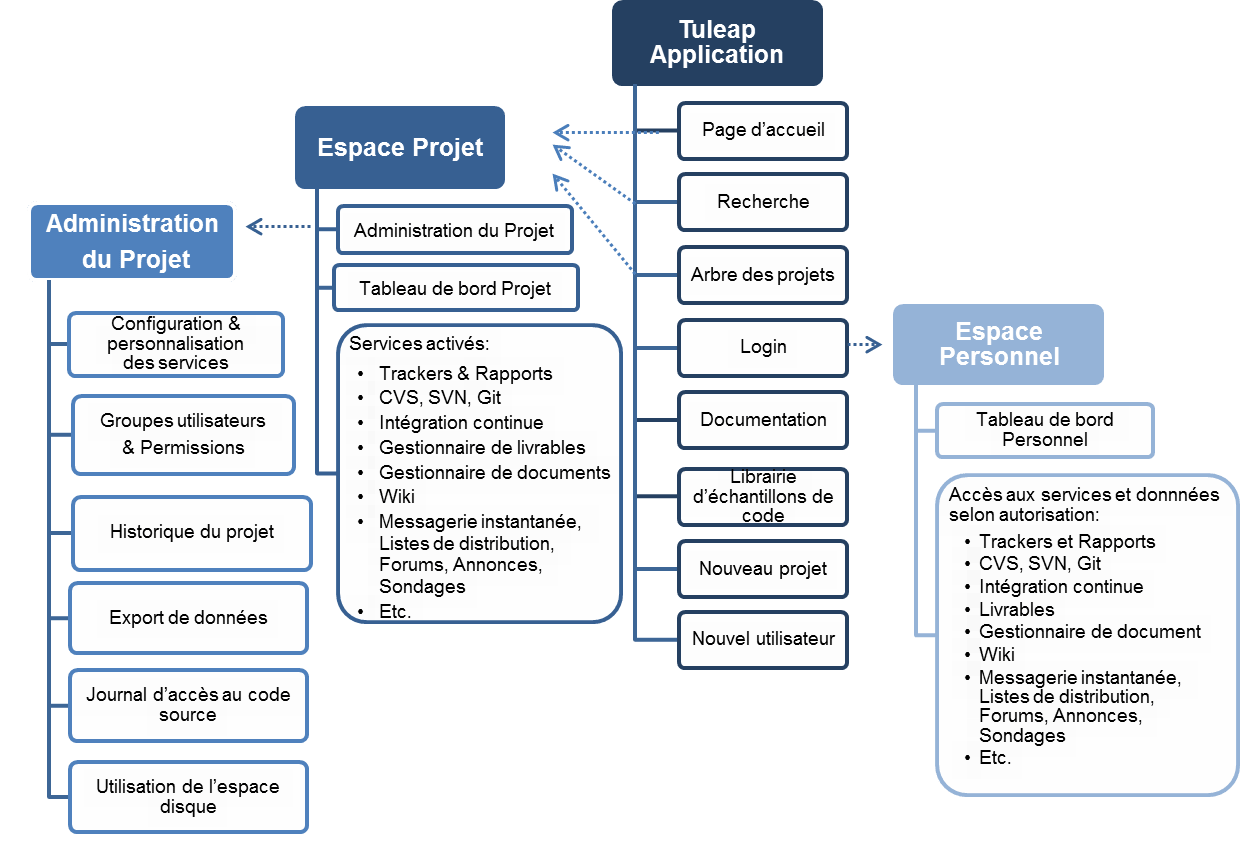 Tuleap
Application
Page d’accueil
Recherche
Arbre des projets
Login
Documentation
Librairie
d’échantillons de
code
Nouveau projet
Nouvel utilisateur
Espace Projet
Administration du Projet
Tableau de bord Projet
Services activés:
• Trackers & Rapports
• CVS, SVN, Git
• Intégration continue
• Gestionnaire de livrables
• Gestionnaire de documents
• Wiki
• Messagerie instantanée,
Listes de distribution,
Forums, Annonces,
Sondages
• Etc.
Administration
du Projet
Configuration &
personnalisation
des services
Groupes utilisateurs
& Permissions
Historique du projet
Export de données
Journal d’accès au code
source
Utilisation de l’espace
disque
Espace
Personnel
Tableau de bord
Personnel
Accès aux services et donnnées
selon autorisation:
• Trackers et Rapports
• CVS, SVN, Git
• Intégration continue
• Livrables
• Gestionnaire de document
• Wiki
• Messagerie instantanée,
Listes de distribution,
Forums, Annonces,
Sondages
• Etc.